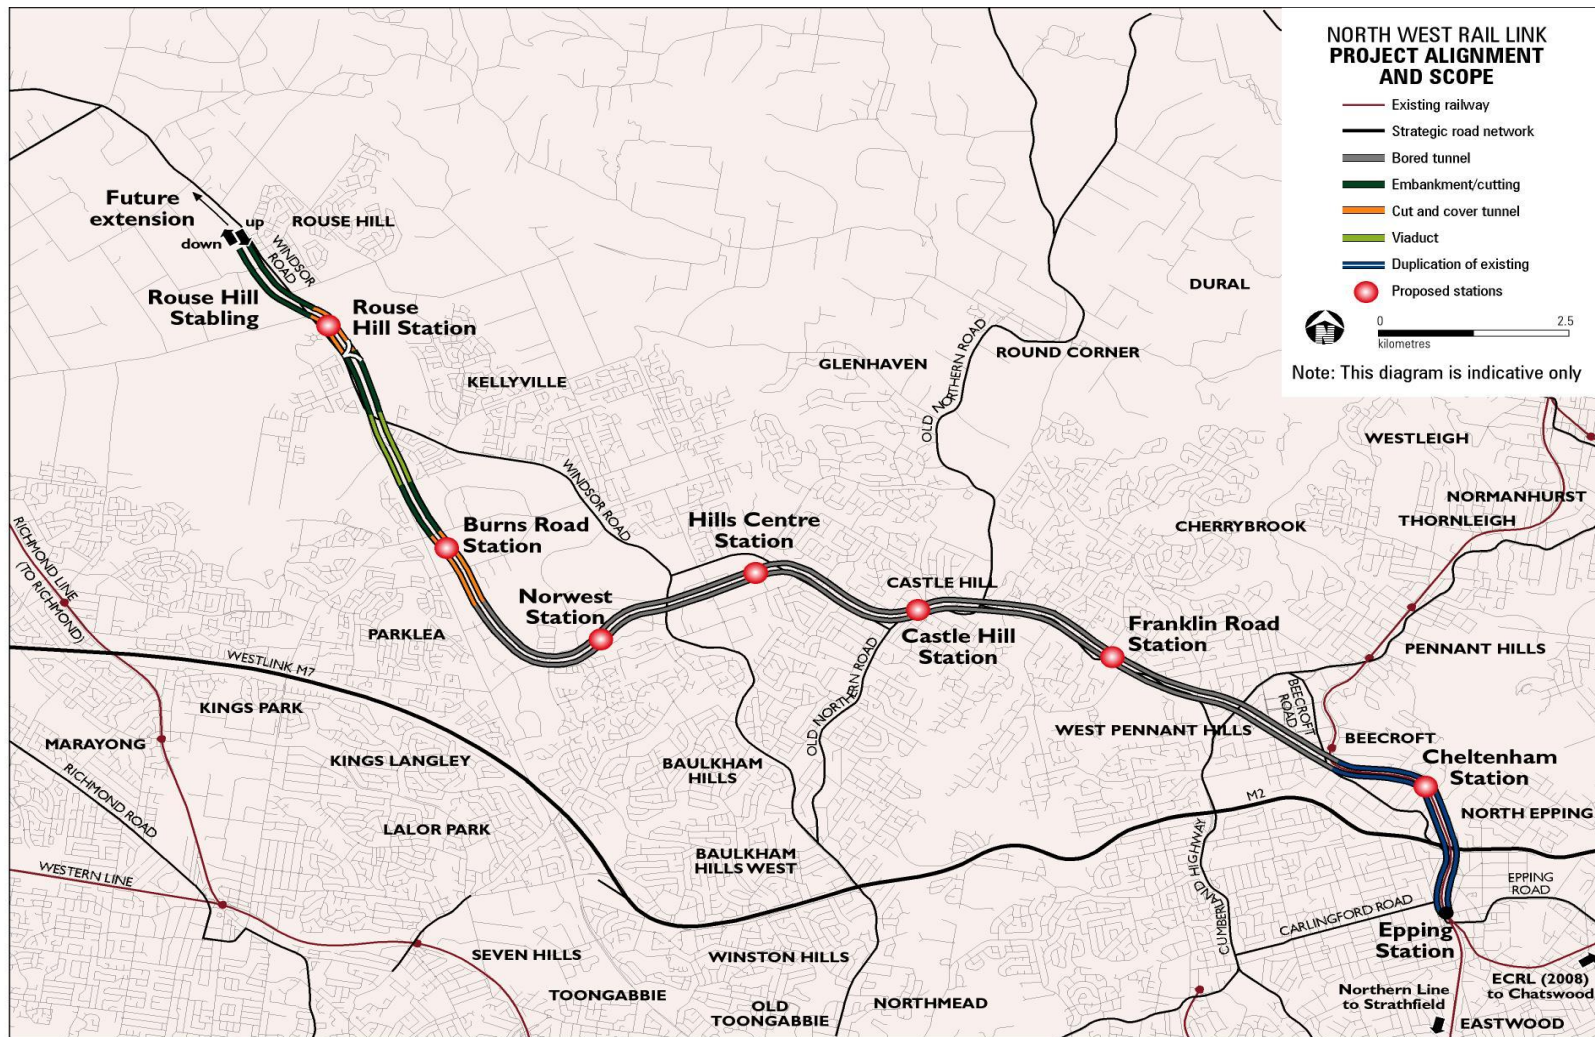 NORTH WEST RAIL LINK
PROJECT ALIGNMENT
AND SCOPE
Existing railway
Strategic road network
Bored tunnel
Embankment/cutting
Cut and cover tunnel
Viaduct
Duplication of existing
Proposed stations
N
0
2.5
kilometres
Note: This diagram is indicative only
Future
extension
up
down
ROUSE HILL
WINDSOR
ROAD
Rouse Hill
Stabling
Rouse
Hill Station
KELLYVILLE
DURAL
GLENHAVEN
ROUND CORNER
OLD NORTHERN ROAD
WESTLEIGH
NORMANHURST
THORNLEIGH
CHERRYBROOK
WINDSOR ROAD
Burns Road
Station
Hills Centre
Station
Norwest
Station
CASTLE HILL
Castle Hill
Station
Franklin Road
Station
PENNANT HILLS
RICHMOND LINE
(TO RICHMOND)
PARKLEA
WESTLINK M7
KINGS PARK
MARAYONG
KINGS LANGLEY
RICHMOND ROAD
OLD NORTHERN ROAD
BEECROFT
ROAD
WEST PENNANT HILLS
BEECROFT
Cheltenham
Station
BAULKHAM
HILLS
M2
NORTH EPPING
LALOR PARK
BAULKHAM
HILLS WEST
WESTERN LINE
CUMBERLAND HIGHWAY
EPPING
ROAD
CARLINGFORD ROAD
Epping
Station
SEVEN HILLS
WINSTON HILLS
TOONGABBIE
OLD
TOONGABBIE
NORTHMEAD
Northern Line
to Strathfield
ECRL (2008)
to Chatswood
EASTWOOD